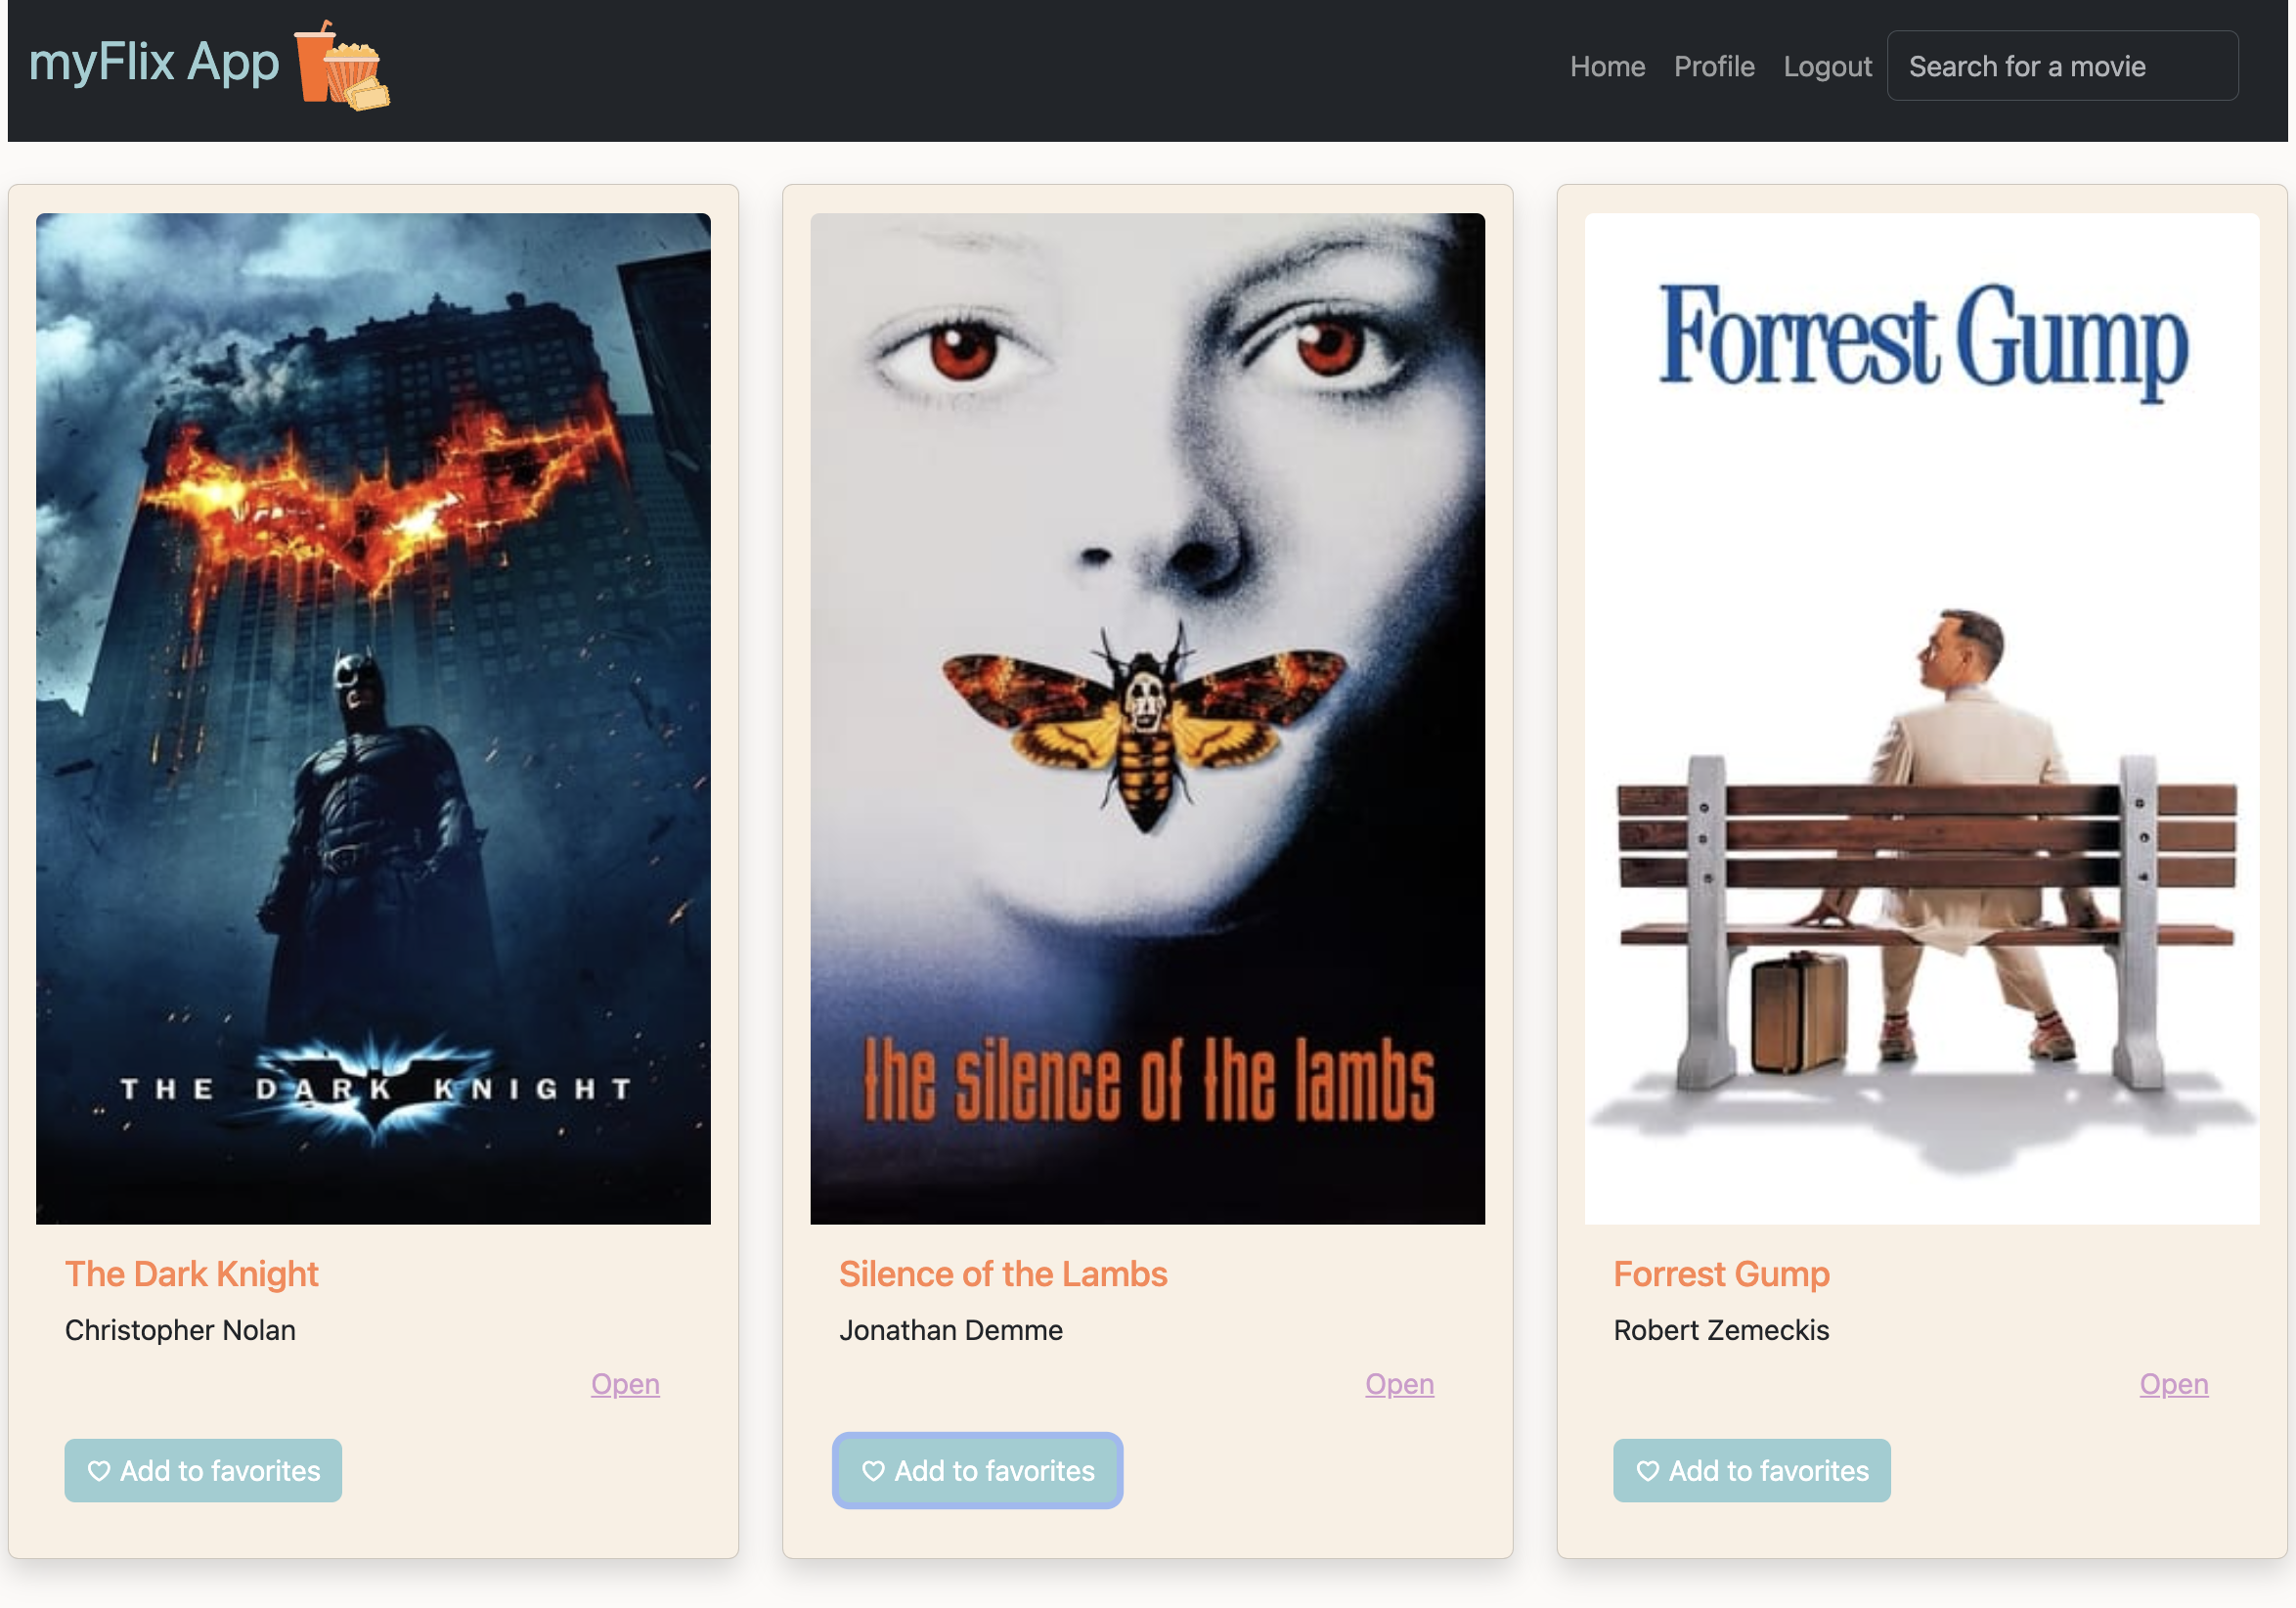 myFlix App
Home Profile Logout Search for a movie
THE DARK KNIGHT
the silence of the lambs
Forrest Gump
The Dark Knight
Christopher Nolan
Open
Add to favorites
Silence of the Lambs
Jonathan Demme
Open
Add to favorites
Forrest Gump
Robert Zemeckis
Open
Add to favorites